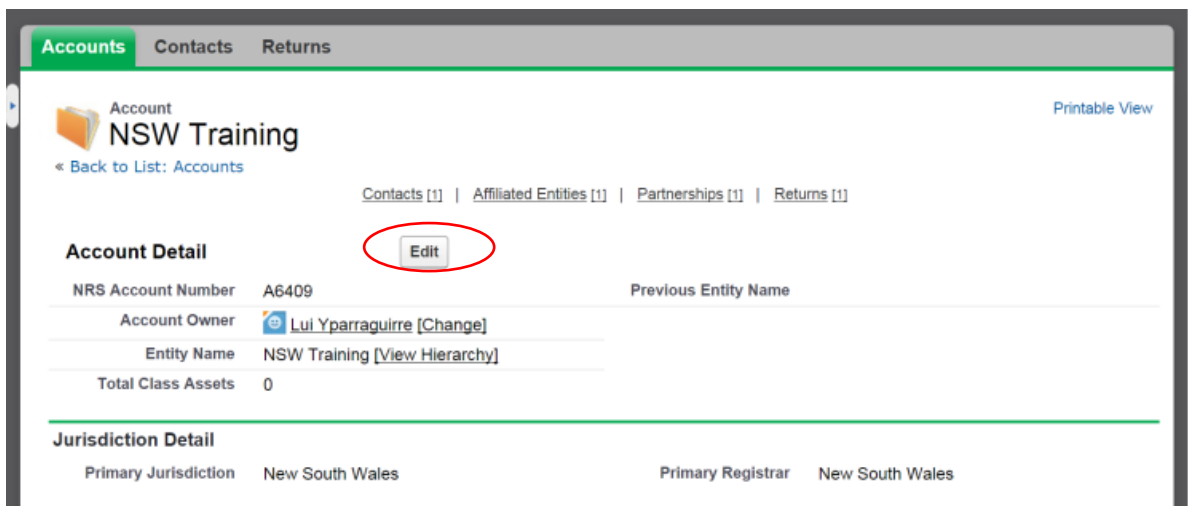 Accounts Contacts Returns
Account
Printable View
NSW Training
« Back to List: Accounts
Contacts [1] | Affiliated Entities [1] | Partnerships [1] | Returns [1]
Account Detail Edit
NRS Account Number A6409 Previous Entity Name
Account Owner Lui Yparraguirre [Change]
Entity Name NSW Training [View Hierarchy]
Total Class Assets 0
Jurisdiction Detail
Primary Jurisdiction New South Wales Primary Registrar New South Wales